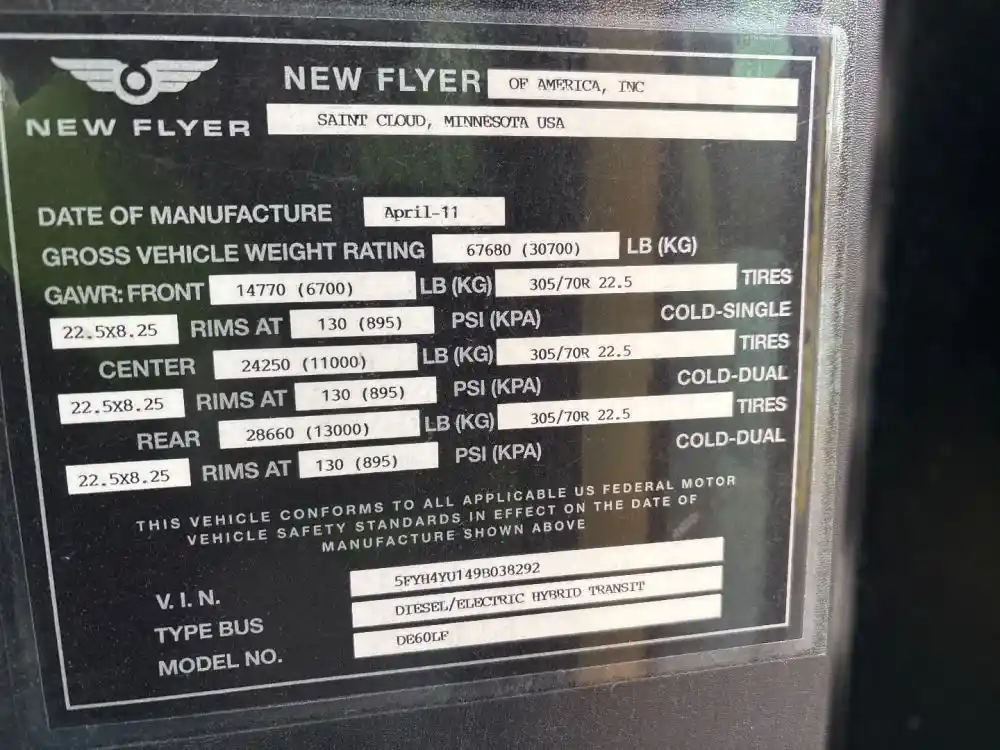 NEW FLYER OF AMERICA, INC
NEW FLYER SAINT CLOUD, MINNESOTA USA
DATE OF MANUFACTURE April-11
GROSS VEHICLE WEIGHT RATING 67680 (30700) LB (KG)
GAWR: FRONT 14770 (6700) LB (KG) 305/70R 22.5 TIRES
22.5X8.25 RIMS AT 130 (895) PSI (KPA) COLD-SINGLE
CENTER 24250 (11000) LB (KG) 305/70R 22.5 TIRES
22.5X8.25 RIMS AT 130 (895) PSI (KPA) COLD-DUAL
REAR 28660 (13000) LB (KG) 305/70R 22.5 TIRES
22.5X8.25 RIMS AT 130 (895) PSI (KPA) COLD-DUAL
THIS VEHICLE CONFORMS TO ALL APPLICABLE US FEDERAL MOTOR
VEHICLE SAFETY STANDARDS IN EFFECT ON THE DATE OF
MANUFACTURE SHOWN ABOVE
V. I. N. 5FYH4YU149B038292
TYPE BUS DIESEL/ELECTRIC HYBRID TRANSIT
MODEL NO. DE60LF